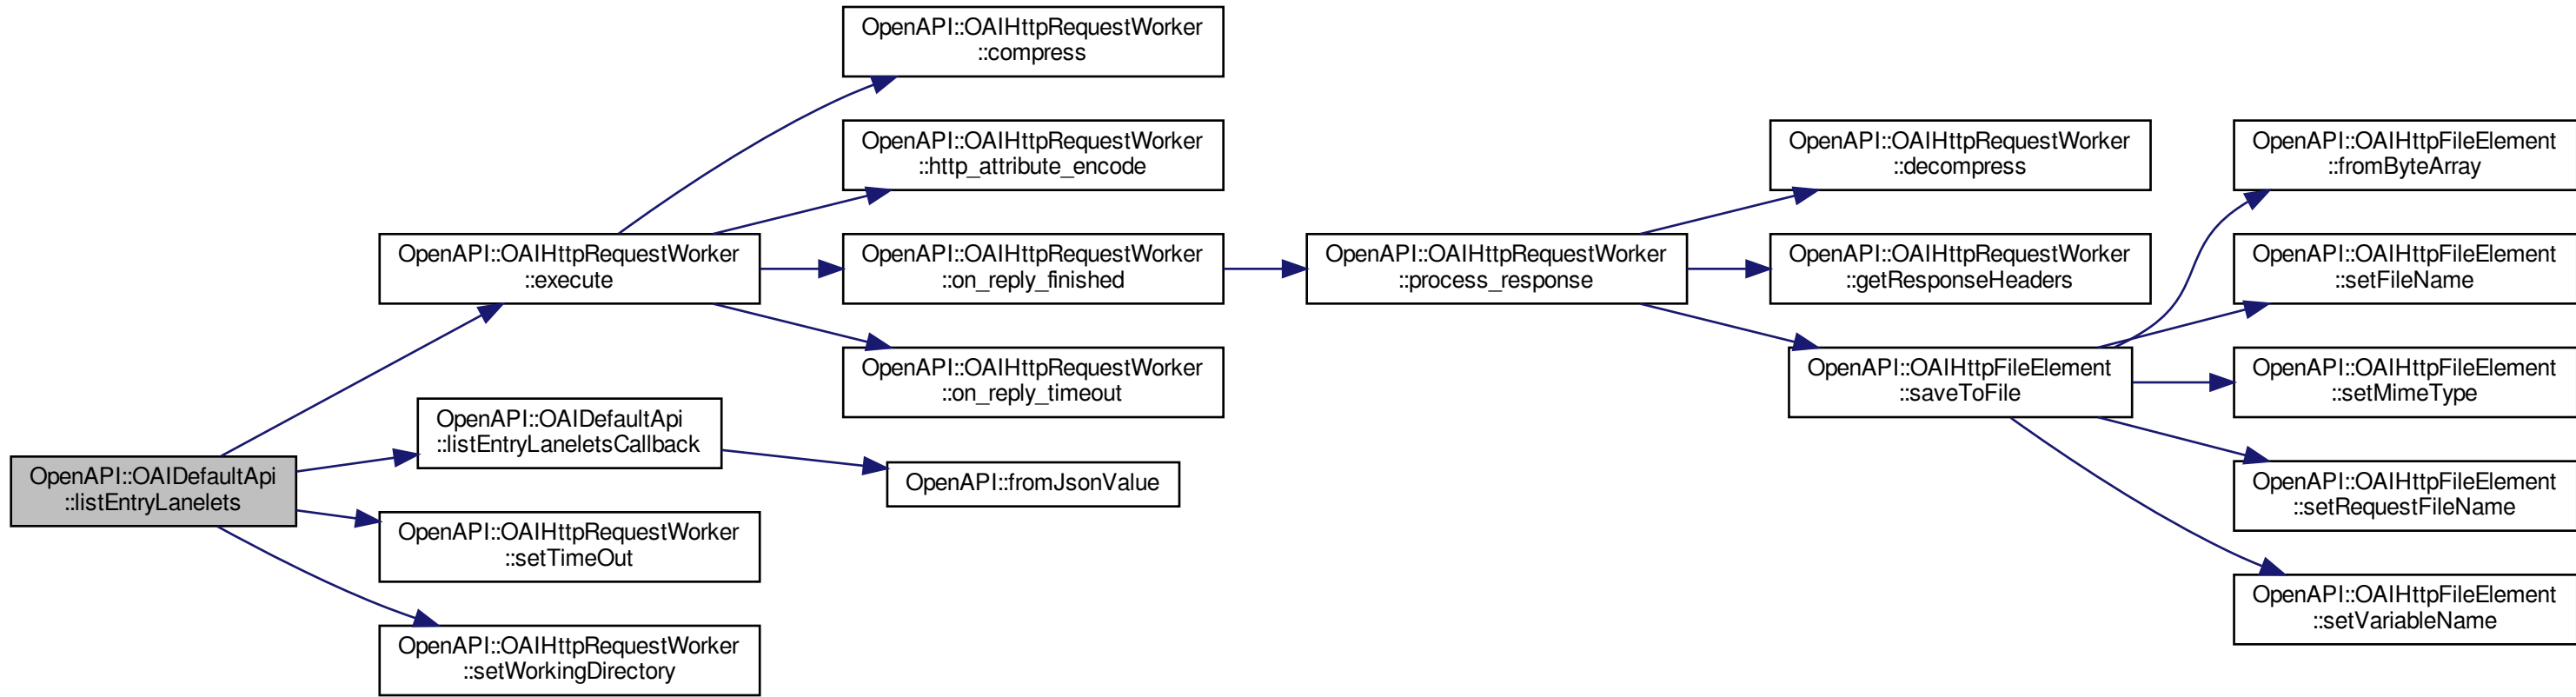 OpenAPI::OAIDefaultApi
::listEntryLanelets
OpenAPI::OAIHttpRequestWorker
::execute
OpenAPI::OAIDefaultApi
::listEntryLaneletsCallback
OpenAPI::OAIHttpRequestWorker
::setTimeOut
OpenAPI::OAIHttpRequestWorker
::setWorkingDirectory
OpenAPI::OAIHttpRequestWorker
::compress
OpenAPI::OAIHttpRequestWorker
::http_attribute_encode
OpenAPI::OAIHttpRequestWorker
::on_reply_finished
OpenAPI::OAIHttpRequestWorker
::on_reply_timeout
OpenAPI::fromJsonValue
OpenAPI::OAIHttpRequestWorker
::process_response
OpenAPI::OAIHttpRequestWorker
::decompress
OpenAPI::OAIHttpRequestWorker
::getResponseHeaders
OpenAPI::OAIHttpFileElement
::saveToFile
OpenAPI::OAIHttpFileElement
::fromByteArray
OpenAPI::OAIHttpFileElement
::setFileName
OpenAPI::OAIHttpFileElement
::setMimeType
OpenAPI::OAIHttpFileElement
::setRequestFileName
OpenAPI::OAIHttpFileElement
::setVariableName